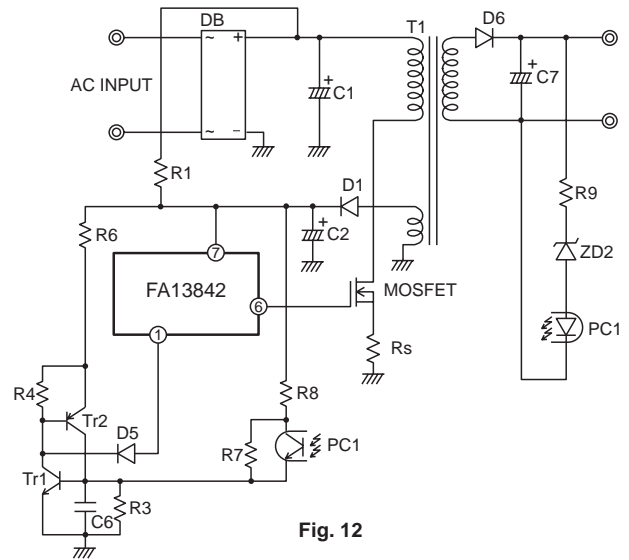 DB
T1
D6
~
+
AC INPUT
+
C1
+
C7
~
−
R1
R9
D1
R6
+
C2
ZD2
7
FA13842
6
MOSFET
1
PC1
Rs
R4
R8
Tr2
D5
R7
PC1
Tr1
C6
R3
Fig. 12